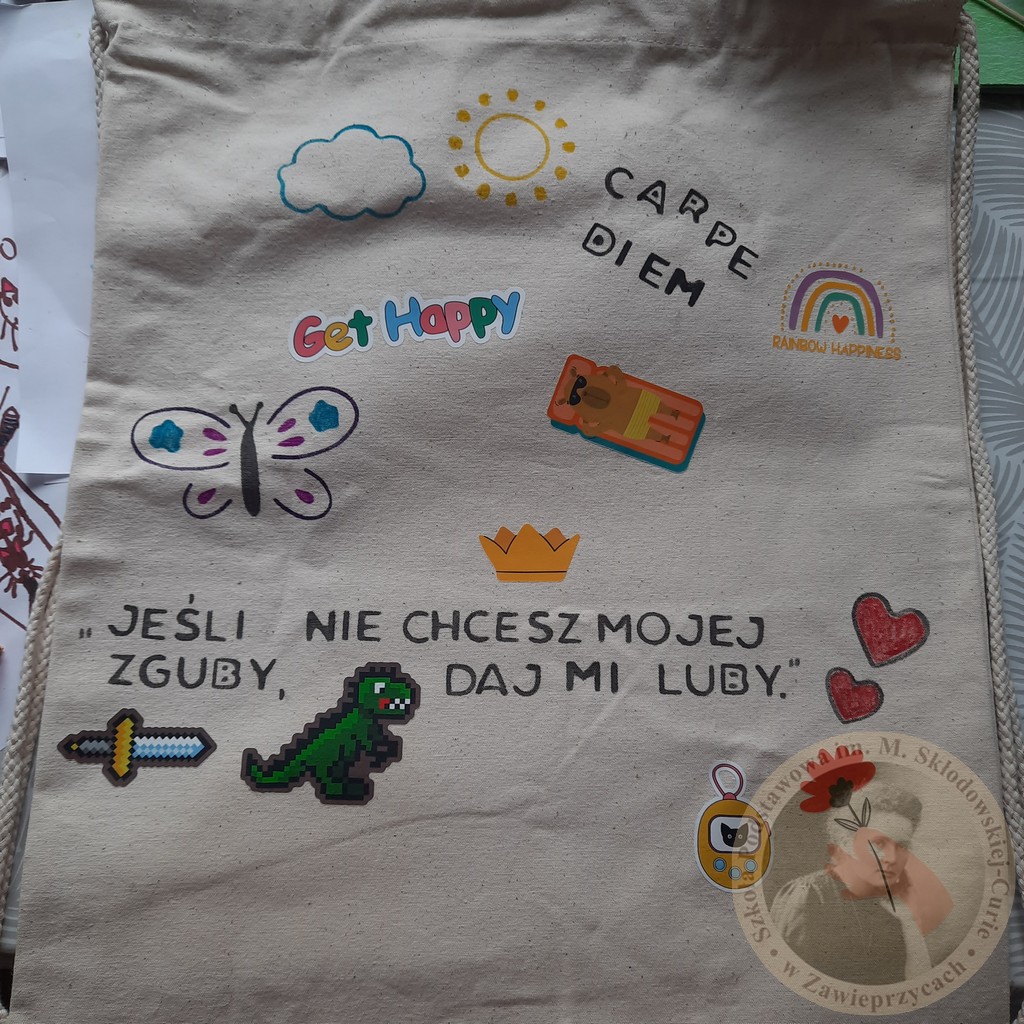 CARPE
DIEM
Get Happy
RAINBOW HAPPINESS
„JEŚLI NIE CHCESZ MOJEJ
ZGUBY, DAJ MI LUBY.”
Szkoła Podstawowa im. M. Skłodowskiej-Curie
• w Zawieprzycach •